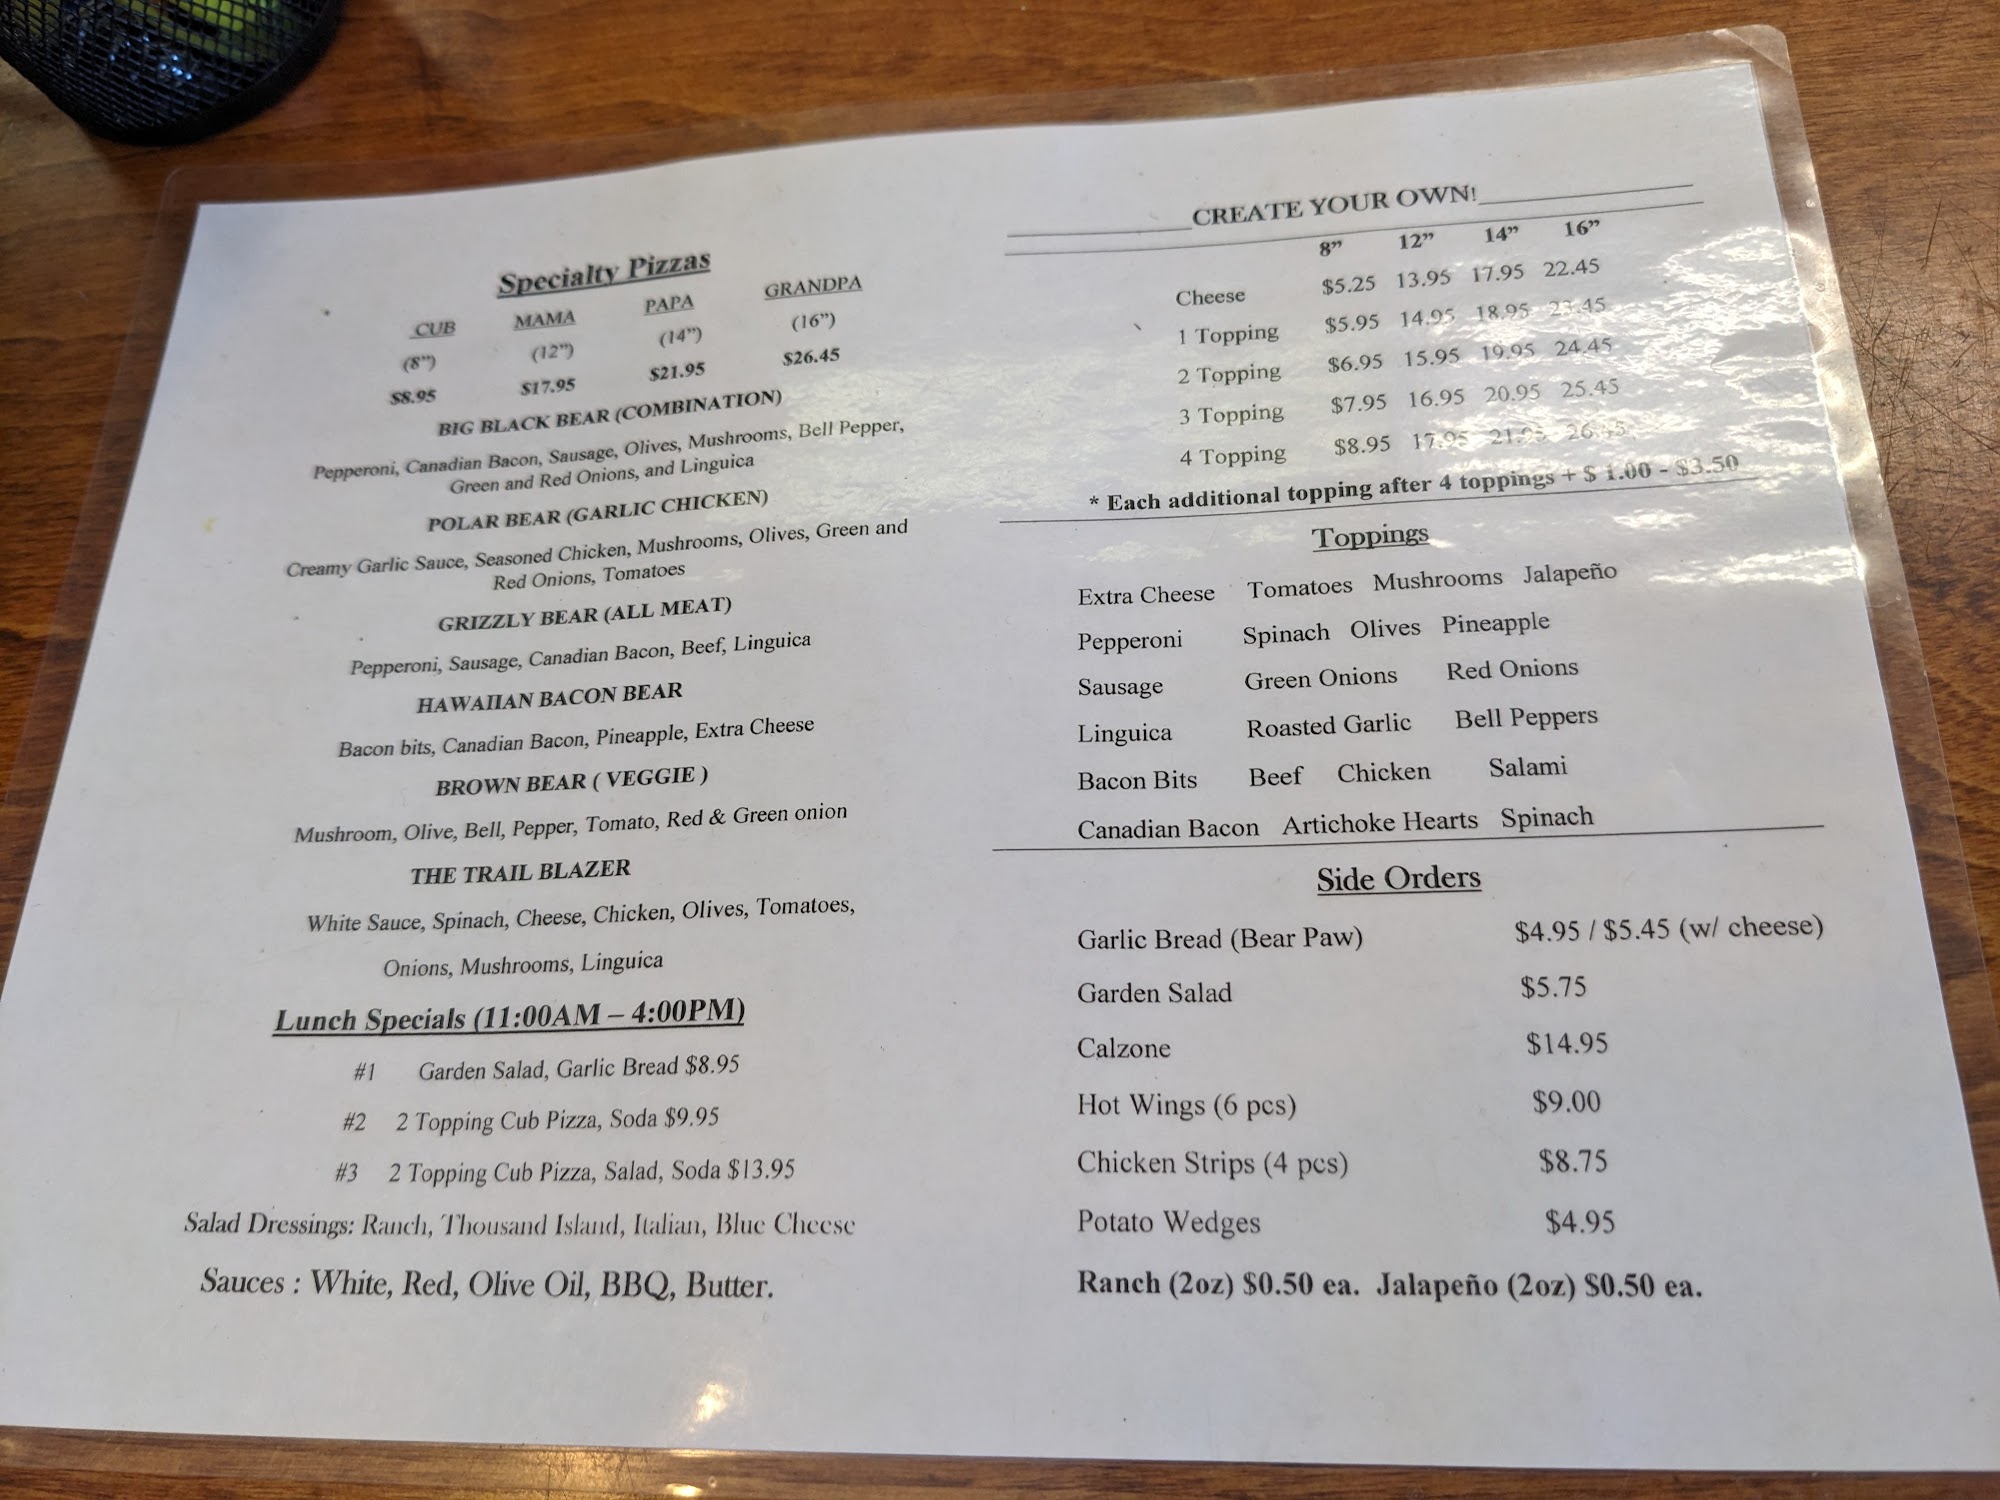 Specialty Pizzas
CUB MAMA PAPA GRANDPA
(8") (12") (14") (16")
$8.95 $17.95 $21.95 $26.45
BIG BLACK BEAR (COMBINATION)
Pepperoni, Canadian Bacon, Sausage, Olives, Mushrooms, Bell Pepper,
Green and Red Onions, and Linguica
POLAR BEAR (GARLIC CHICKEN)
Creamy Garlic Sauce, Seasoned Chicken, Mushrooms, Olives, Green and
Red Onions, Tomatoes
GRIZZLY BEAR (ALL MEAT)
Pepperoni, Sausage, Canadian Bacon, Beef, Linguica
HAWAIIAN BACON BEAR
Bacon bits, Canadian Bacon, Pineapple, Extra Cheese
BROWN BEAR ( VEGGIE )
Mushroom, Olive, Bell, Pepper, Tomato, Red & Green onion
THE TRAIL BLAZER
White Sauce, Spinach, Cheese, Chicken, Olives, Tomatoes,
Onions, Mushrooms, Linguica
Lunch Specials (11:00AM – 4:00PM)
#1 Garden Salad, Garlic Bread $8.95
#2 2 Topping Cub Pizza, Soda $9.95
#3 2 Topping Cub Pizza, Salad, Soda $13.95
Salad Dressings: Ranch, Thousand Island, Italian, Blue Cheese
Sauces : White, Red, Olive Oil, BBQ, Butter.
CREATE YOUR OWN!
8" 12" 14" 16"
Cheese $5.25 13.95 17.95 22.45
1 Topping $5.95 14.95 18.95 23.45
2 Topping $6.95 15.95 19.95 24.45
3 Topping $7.95 16.95 20.95 25.45
4 Topping $8.95 17.95 21.95 26.45
* Each additional topping after 4 toppings + $ 1.00 - $3.50
Toppings
Extra Cheese Tomatoes Mushrooms Jalapeño
Pepperoni Spinach Olives Pineapple
Sausage Green Onions Red Onions
Linguica Roasted Garlic Bell Peppers
Bacon Bits Beef Chicken Salami
Canadian Bacon Artichoke Hearts Spinach
Side Orders
Garlic Bread (Bear Paw) $4.95 / $5.45 (w/ cheese)
Garden Salad $5.75
Calzone $14.95
Hot Wings (6 pcs) $9.00
Chicken Strips (4 pcs) $8.75
Potato Wedges $4.95
Ranch (2oz) $0.50 ea. Jalapeño (2oz) $0.50 ea.